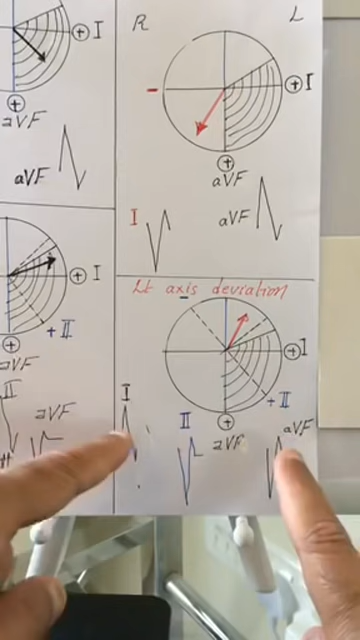 R L
+ I
+
aVF
aVF
- + I
+
aVF
I aVF
+ I
+ II
+
aVF
II
aVF
Lt axis deviation
+ I
+ II
+
aVF
I
II
aVF